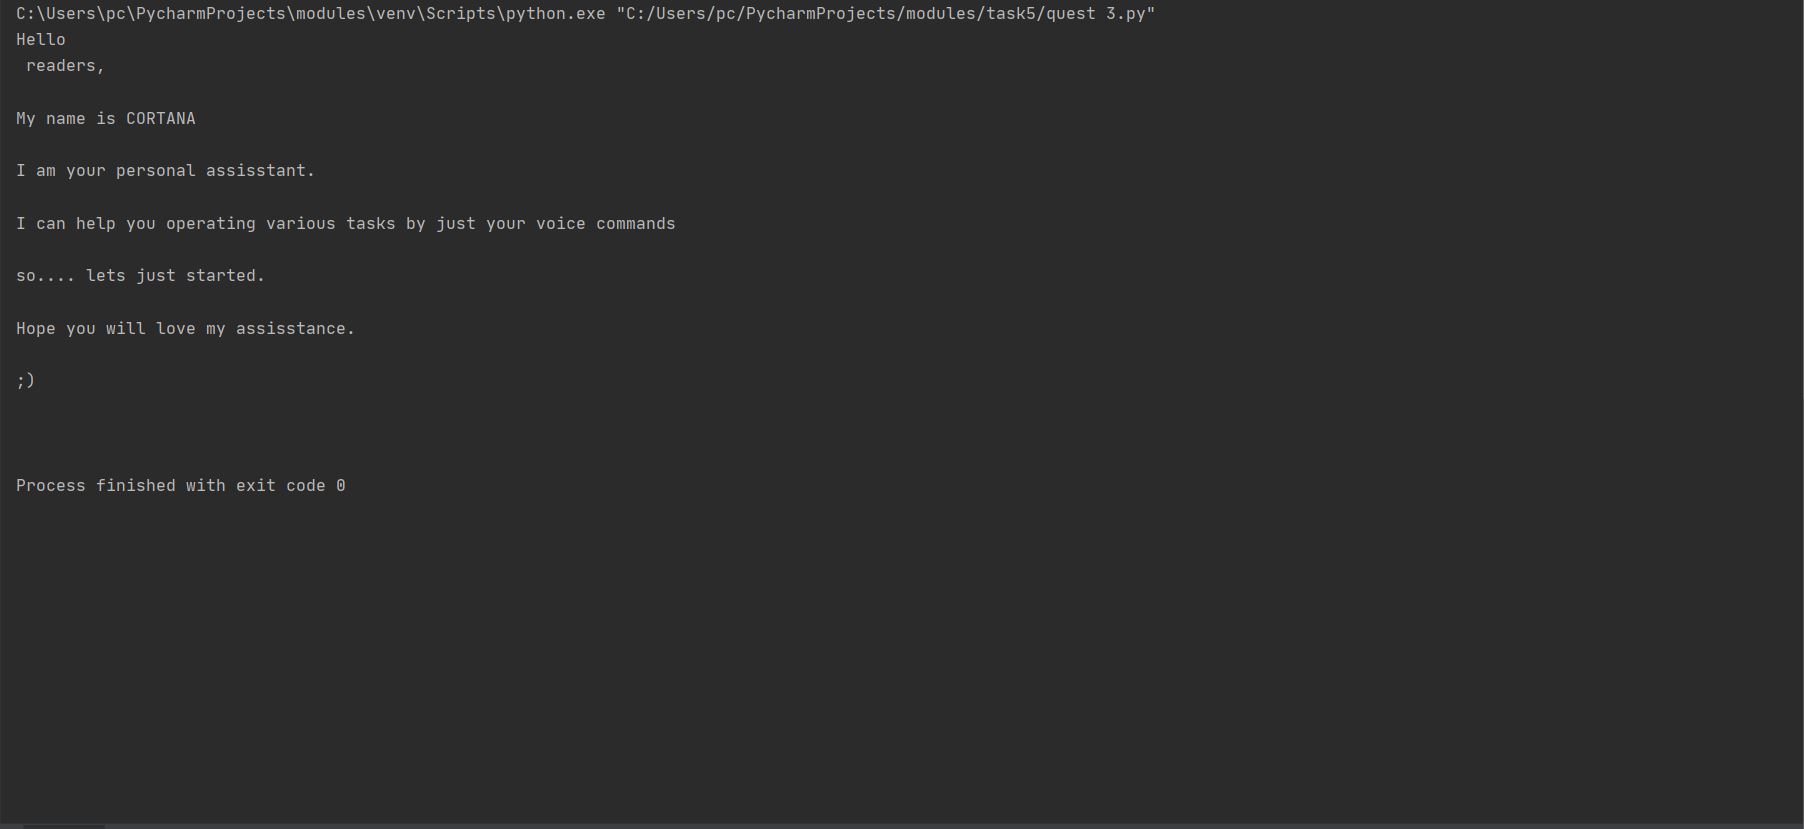 C:\Users\pc\PycharmProjects\modules\venv\Scripts\python.exe "C:/Users/pc/PycharmProjects/modules/task5/quest 3.py"
Hello
 readers,
My name is CORTANA
I am your personal assisstant.
I can help you operating various tasks by just your voice commands
so.... lets just started.
Hope you will love my assisstance.
;)
Process finished with exit code 0